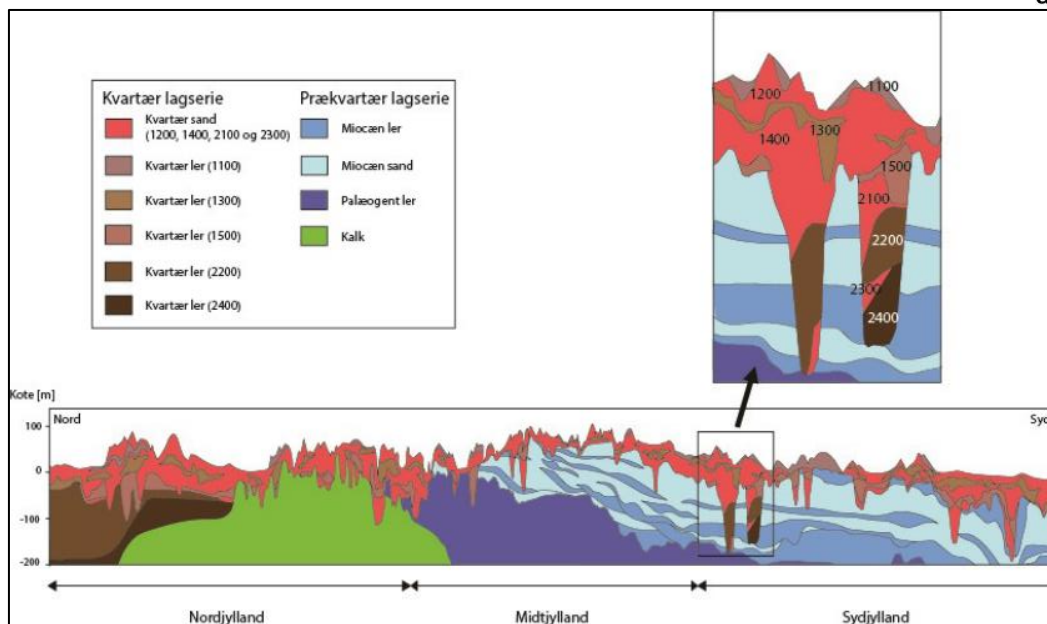 Kvartær lagserie
Kvartær sand
(1200, 1400, 2100 og 2300)
Kvartær ler (1100)
Kvartær ler (1300)
Kvartær ler (1500)
Kvartær ler (2200)
Kvartær ler (2400)
Prækvartær lagserie
Miocæn ler
Miocæn sand
Palæogent ler
Kalk
1200
1100
1400
1300
1500
2100
2200
2300
2400
Kote [m]
Nord
Syd
100
0
-100
-200
Nordjylland
Midtjylland
Sydjylland